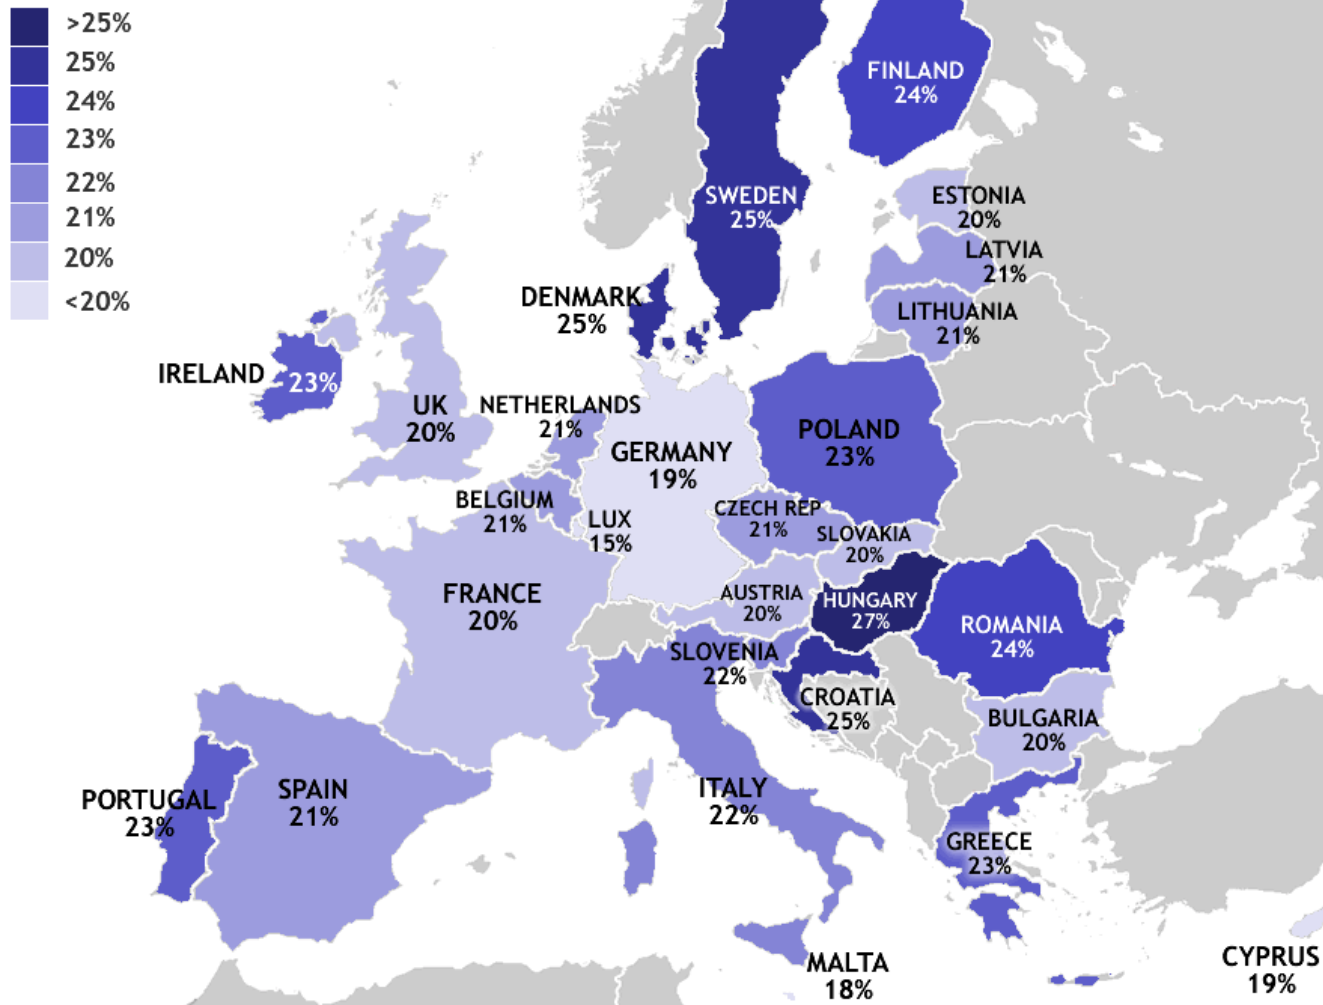 >25%
25%
24%
23%
22%
21%
20%
<20%
FINLAND
24%
SWEDEN
25%
ESTONIA
20%
LATVIA
21%
DENMARK
25%
LITHUANIA
21%
IRELAND
23%
UK
20%
NETHERLANDS
21%
GERMANY
19%
POLAND
23%
BELGIUM
21%
LUX
15%
CZECH REP
21%
SLOVAKIA
20%
FRANCE
20%
AUSTRIA
20%
HUNGARY
27%
ROMANIA
24%
SLOVENIA
22%
CROATIA
25%
BULGARIA
20%
PORTUGAL
23%
SPAIN
21%
ITALY
22%
GREECE
23%
MALTA
18%
CYPRUS
19%